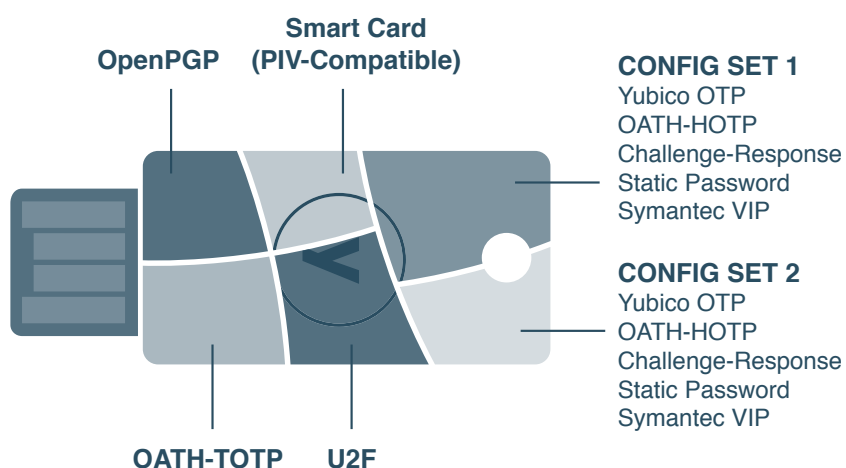 OpenPGP
Smart Card
(PIV-Compatible)
CONFIG SET 1
Yubico OTP
OATH-HOTP
Challenge-Response
Static Password
Symantec VIP
CONFIG SET 2
Yubico OTP
OATH-HOTP
Challenge-Response
Static Password
Symantec VIP
OATH-TOTP
U2F